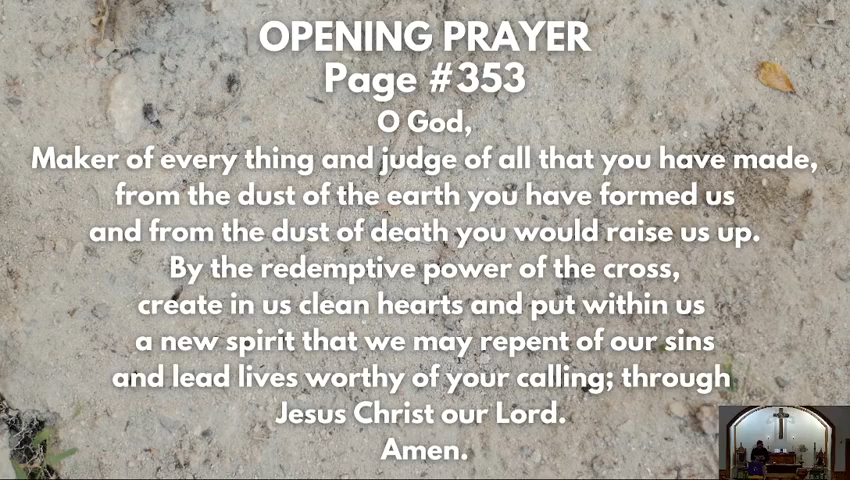 OPENING PRAYER
Page #353
O God,
Maker of every thing and judge of all that you have made,
from the dust of the earth you have formed us
and from the dust of death you would raise us up.
By the redemptive power of the cross,
create in us clean hearts and put within us
a new spirit that we may repent of our sins
and lead lives worthy of your calling; through
Jesus Christ our Lord.
Amen.